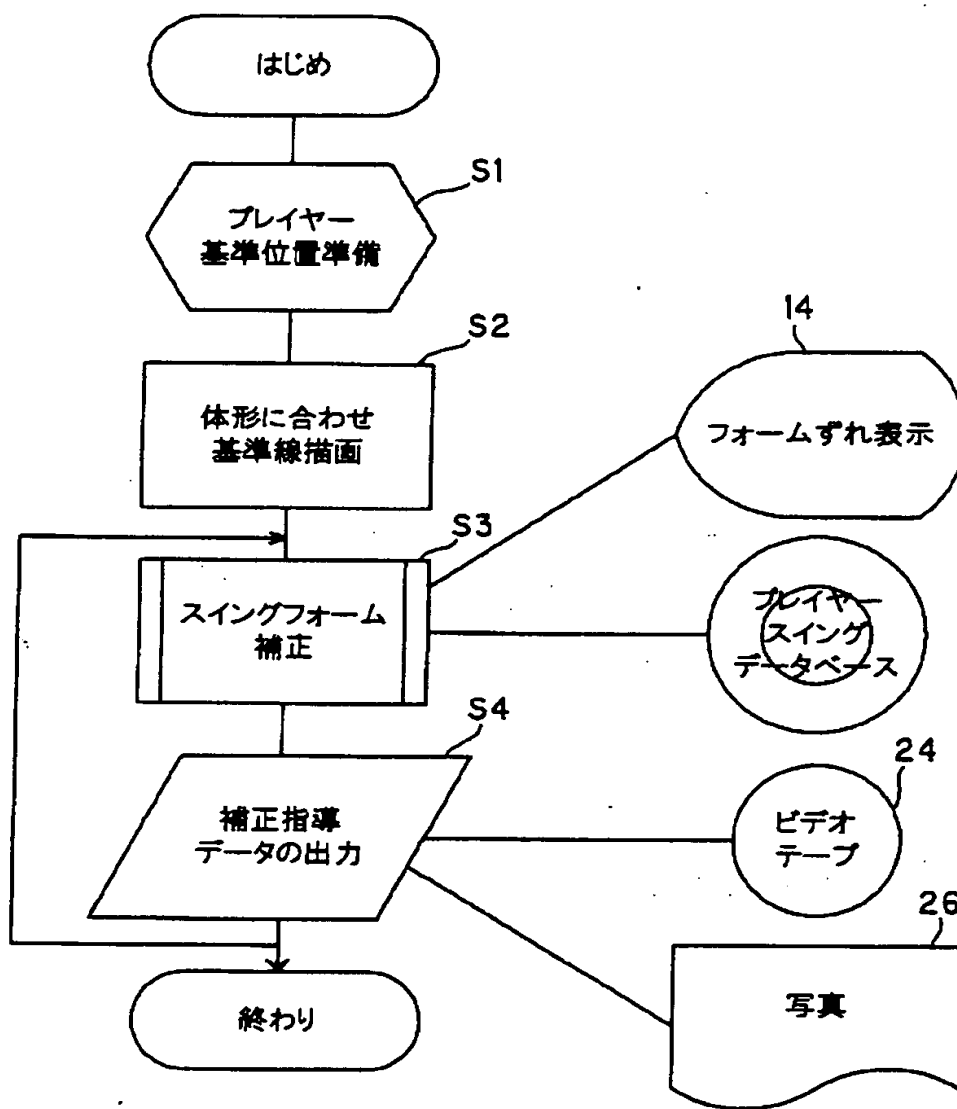 はじめ
S1
プレイヤー
基準位置準備
S2
体形に合わせ
基準線描画
14
フォームずれ表示
S3
スイングフォーム
補正
プレイヤー
スイング
データベース
S4
補正指導
データの出力
24
ビデオ
テープ
26
写真
終わり